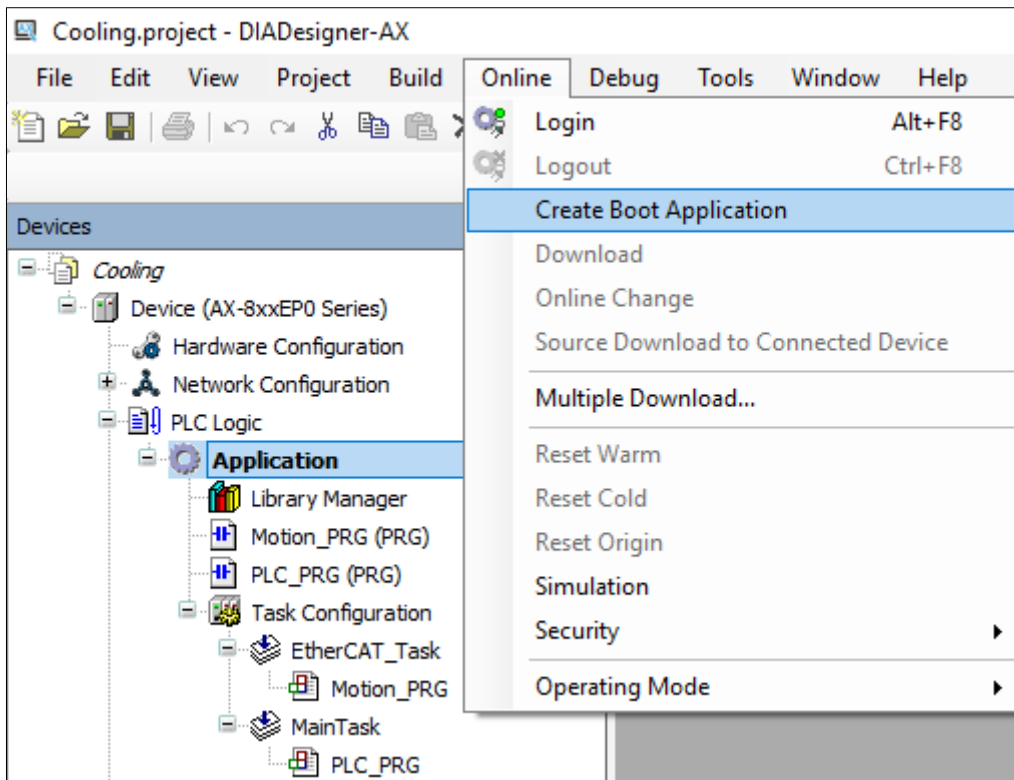 Cooling.project - DIADesigner-AX
File Edit View Project Build Online Debug Tools Window Help
Login Alt+F8
Logout Ctrl+F8
Create Boot Application
Download
Online Change
Source Download to Connected Device
Multiple Download...
Reset Warm
Reset Cold
Reset Origin
Simulation
Security
Operating Mode
Devices
Cooling
Device (AX-8xxEP0 Series)
Hardware Configuration
Network Configuration
PLC Logic
Application
Library Manager
Motion_PRG (PRG)
PLC_PRG (PRG)
Task Configuration
EtherCAT_Task
Motion_PRG
MainTask
PLC_PRG